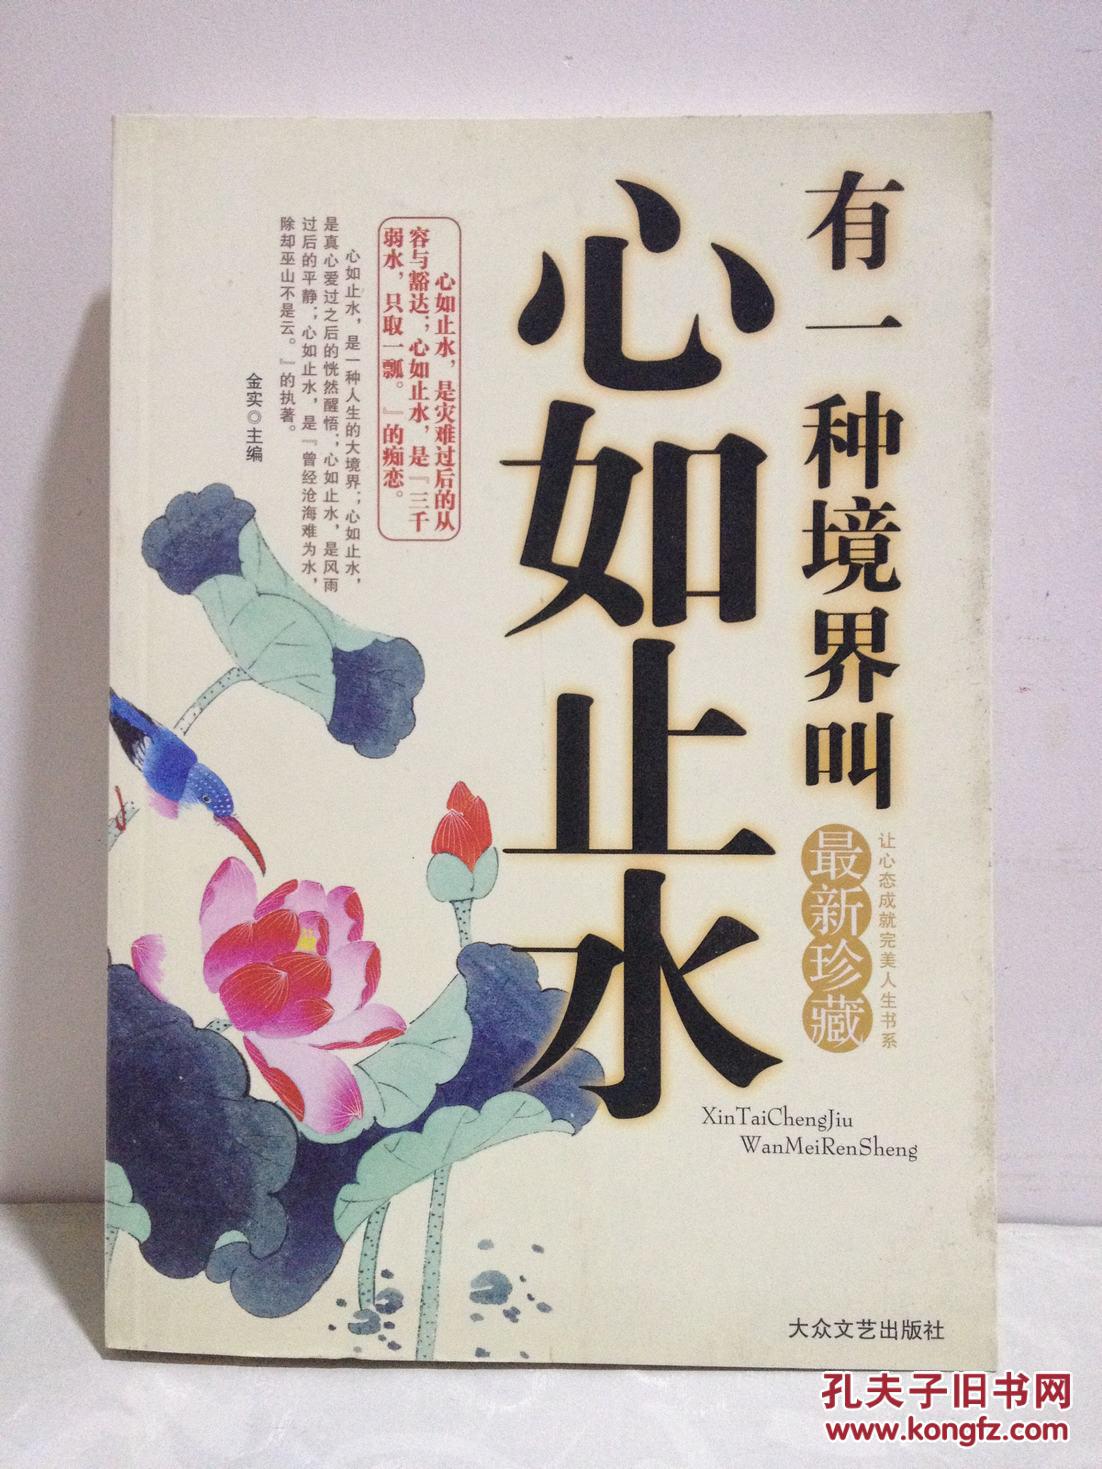 有一种境界叫
心如止水
让心态成就完美人生书系
最新珍藏
XinTaiChengJiu
WanMeiRenSheng
心如止水，是灾难过后的从
容与豁达；心如止水，是『三千
弱水，只取一瓢。』的痴恋。
心如止水，是一种人生的大境界；心如止水，
是真心爱过之后的恍然醒悟；心如止水，是风雨
过后的平静；心如止水，是『曾经沧海难为水，
除却巫山不是云。』的执著。
金实◎主编
大众文艺出版社
孔夫子旧书网
www.kongfz.com